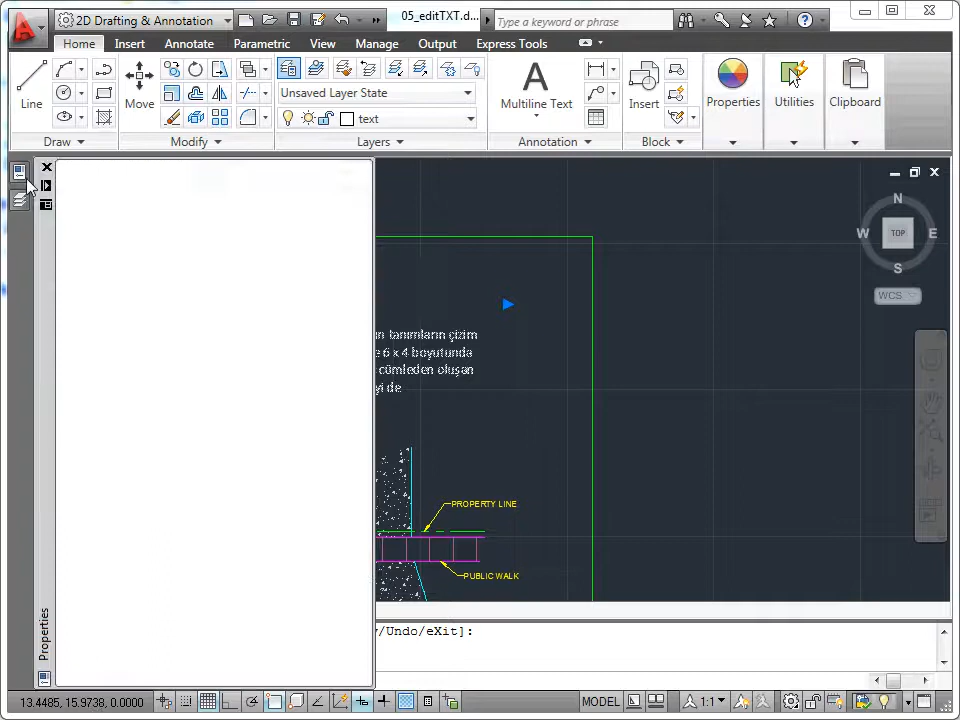 2D Drafting & Annotation
05_editTXT.d...
Type a keyword or phrase
Home Insert Annotate Parametric View Manage Output Express Tools
Line
Move
Unsaved Layer State
text
Multiline Text
Insert
Properties
Utilities
Clipboard
Draw
Modify
Layers
Annotation
Block
N
W
TOP
E
S
WCS
n tanımların çizim
e 6 x 4 boyutunda
cümleden oluşan
yi de
PROPERTY LINE
PUBLIC WALK
Properties
y/Undo/eXit]:
13.4485, 15.9738, 0.0000
MODEL
1:1